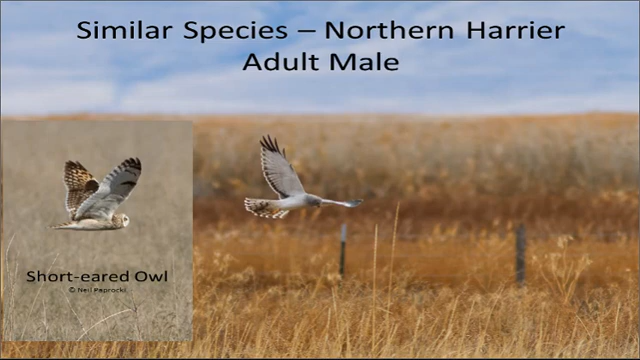 Similar Species – Northern Harrier
Adult Male
Short-eared Owl
© Neil Paprocki